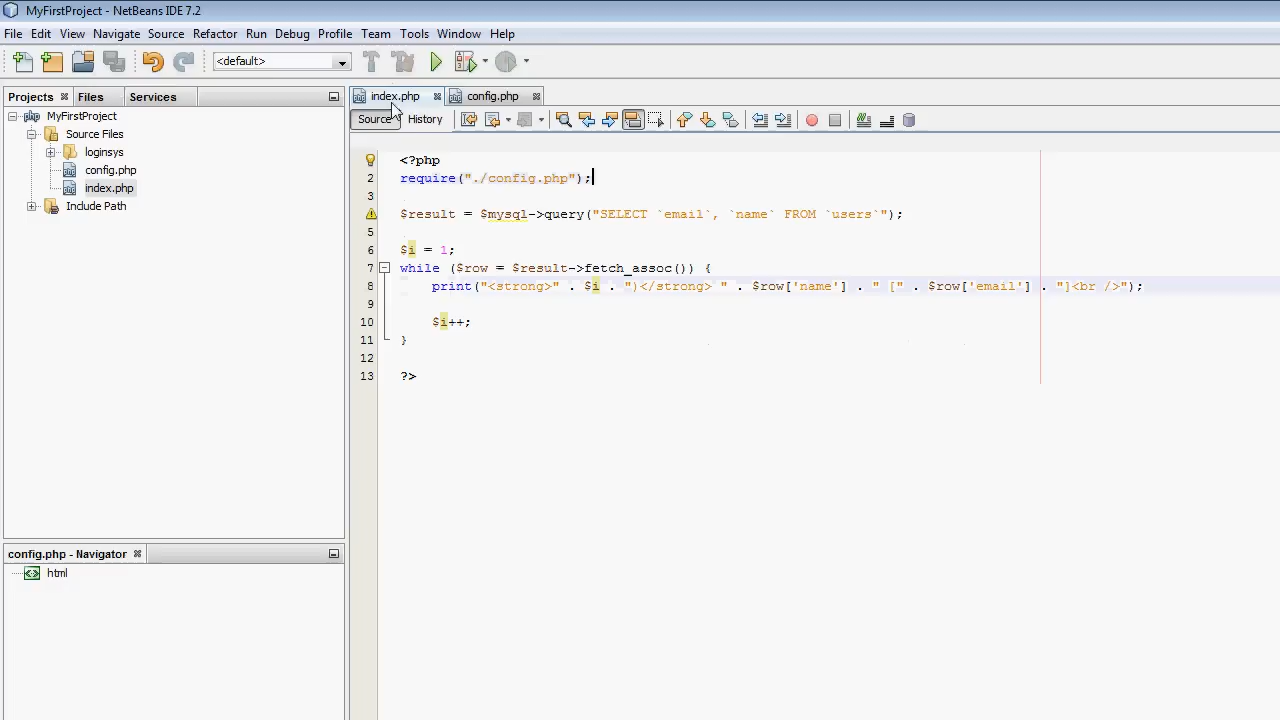 MyFirstProject - NetBeans IDE 7.2
File Edit View Navigate Source Refactor Run Debug Profile Team Tools Window Help
<default>
Projects Files Services
MyFirstProject
Source Files
loginsys
config.php
index.php
Include Path
config.php - Navigator
html
index.php config.php
Source History
1 <?php
2 require("./config.php");
3
4 $result = $mysql->query("SELECT `email`, `name` FROM `users`");
5
6 $i = 1;
7 while ($row = $result->fetch_assoc()) {
8 print("<strong>" . $i . ")</strong> " . $row['name'] . " [" . $row['email'] . "]<br />");
10 $i++;
11 }
12
13 ?>